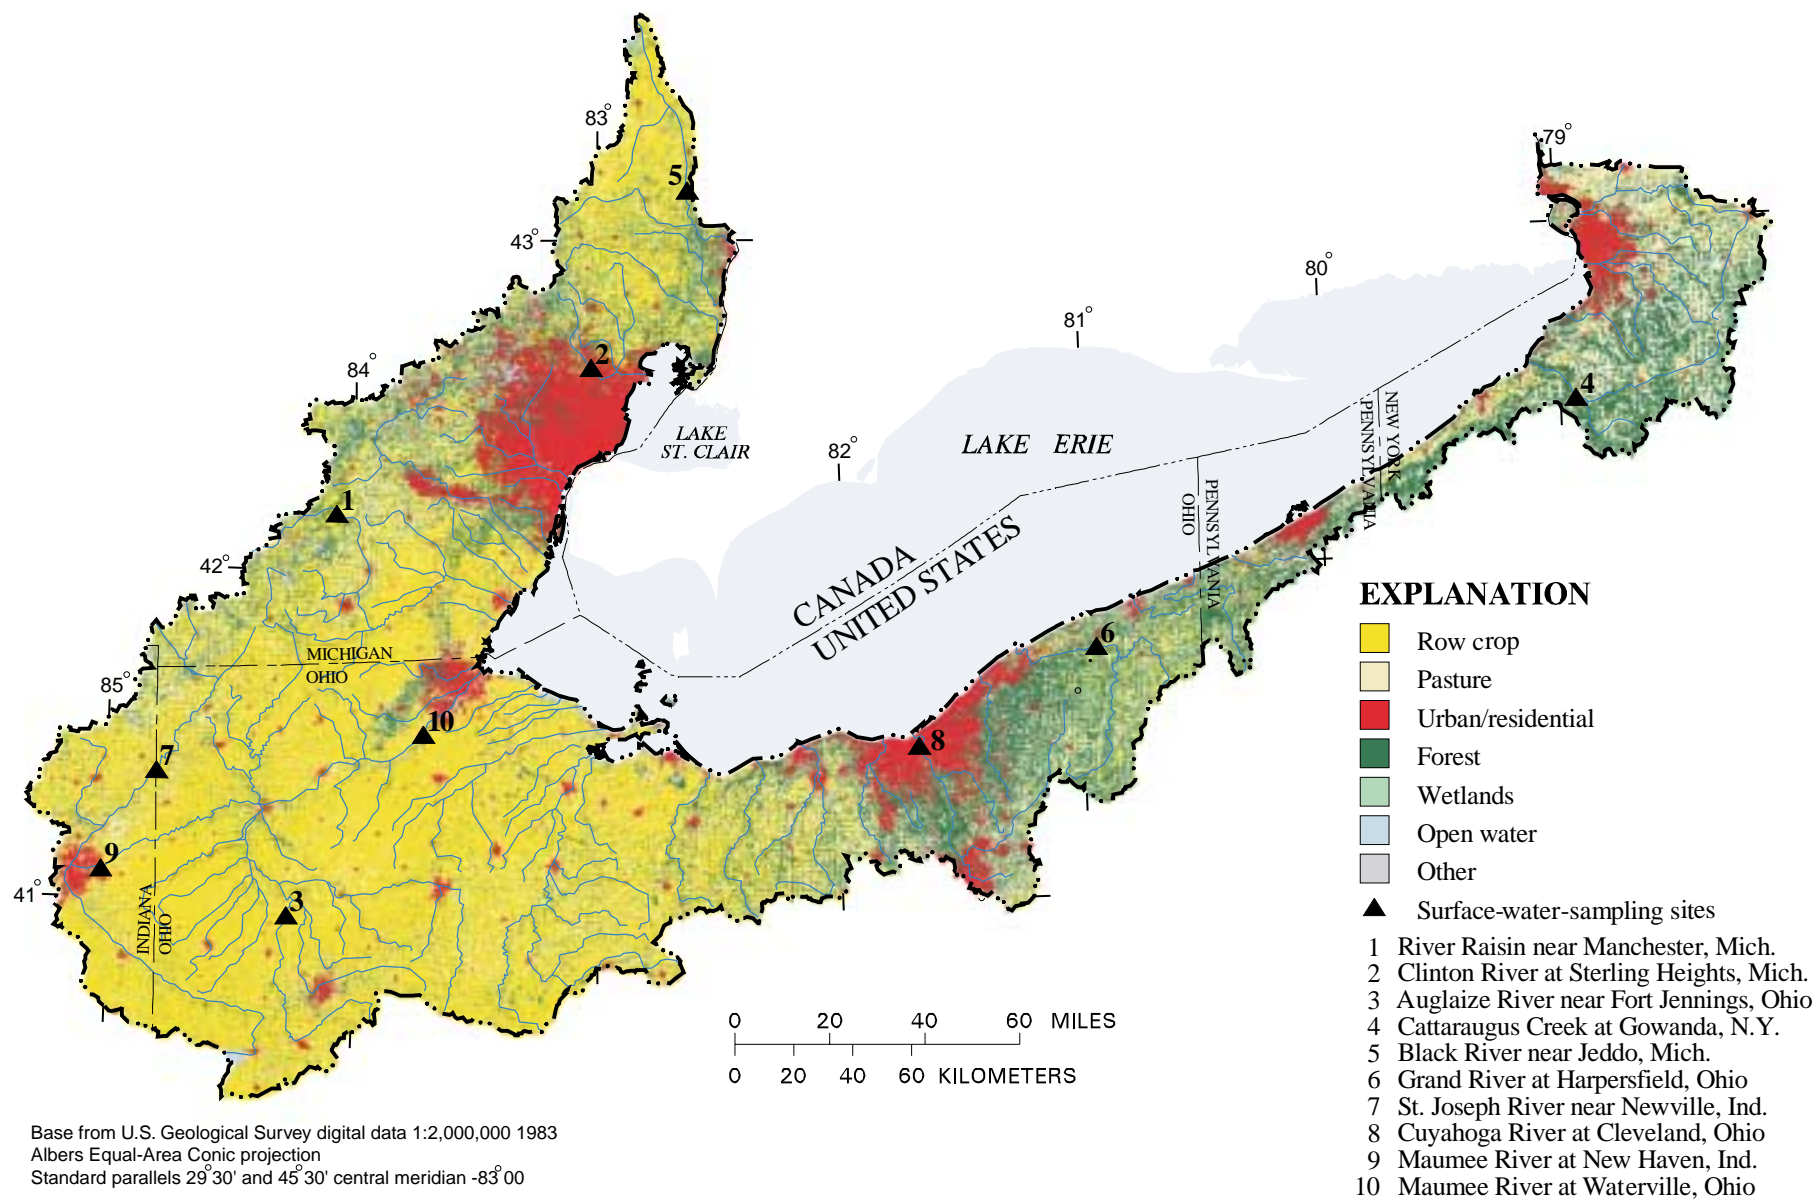 79°
83°
5
43°
80°
81°
2
84°
4
NEW YORK
PENNSYLVANIA
LAKE
ST. CLAIR
82°
LAKE ERIE
PENNSYLVANIA
OHIO
1
CANADA
UNITED STATES
42°
EXPLANATION
Row crop
Pasture
Urban/residential
Forest
Wetlands
Open water
Other
Surface-water-sampling sites
1 River Raisin near Manchester, Mich.
2 Clinton River at Sterling Heights, Mich.
3 Auglaize River near Fort Jennings, Ohio
4 Cattaraugus Creek at Gowanda, N.Y.
5 Black River near Jeddo, Mich.
6 Grand River at Harpersfield, Ohio
7 St. Joseph River near Newville, Ind.
8 Cuyahoga River at Cleveland, Ohio
9 Maumee River at New Haven, Ind.
10 Maumee River at Waterville, Ohio
6
MICHIGAN
OHIO
85°
10
8
7
9
41°
3
INDIANA
OHIO
0 20 40 60 MILES
0 20 40 60 KILOMETERS
Base from U.S. Geological Survey digital data 1:2,000,000 1983
Albers Equal-Area Conic projection
Standard parallels 29°30' and 45°30' central meridian -83°00